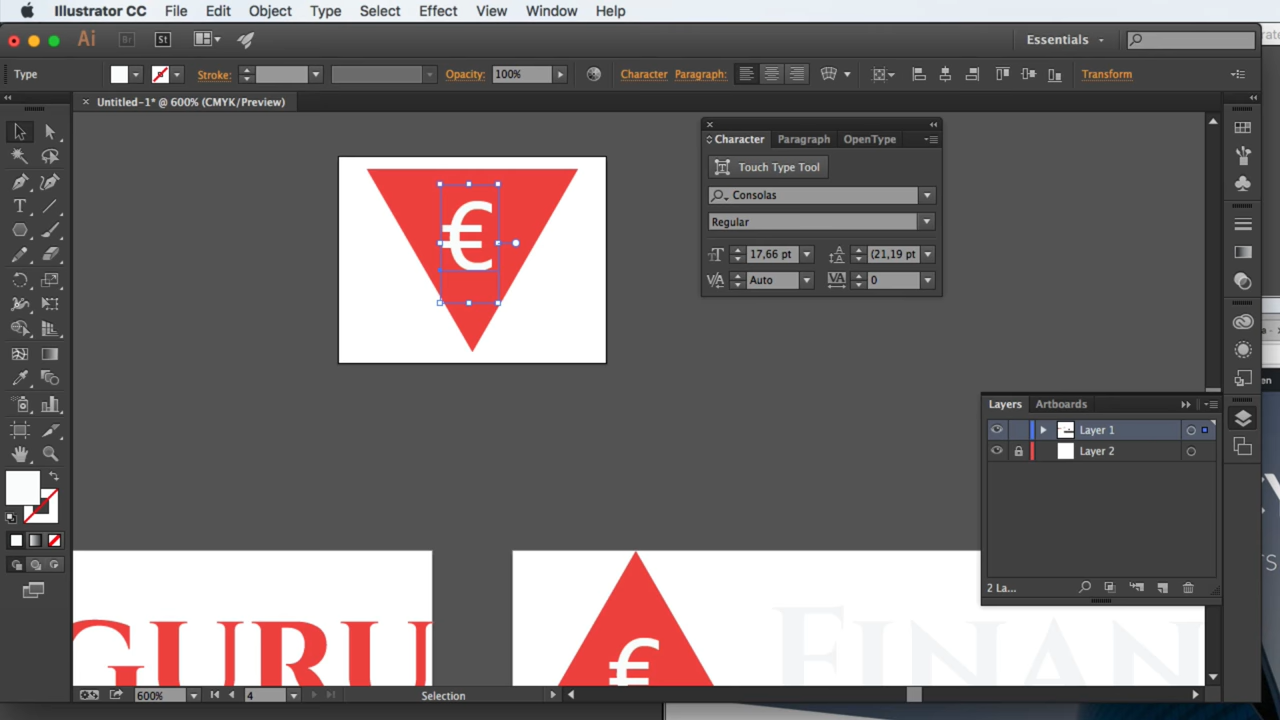 Illustrator CC File Edit Object Type Select Effect View Window Help
Ai Br St Essentials
Type Stroke: Opacity: 100% Character Paragraph: Transform
× Untitled-1* @ 600% (CMYK/Preview)
Character Paragraph OpenType
Touch Type Tool
Consolas
Regular
17,66 pt (21,19 pt
Auto 0
€
Layers Artboards
Layer 1
Layer 2
2 La...
GURU
€
FINAN
600% 4 Selection